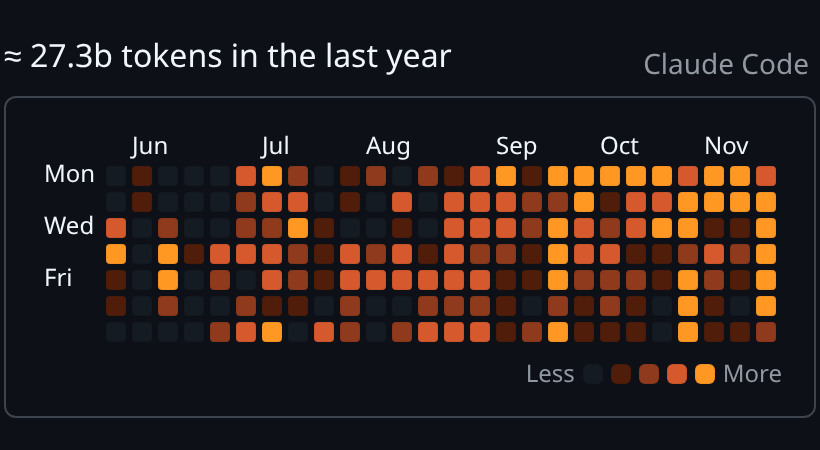 ≈ 27.3b tokens in the last year
Claude Code
Jun Jul Aug Sep Oct Nov
Mon
Wed
Fri
Less More